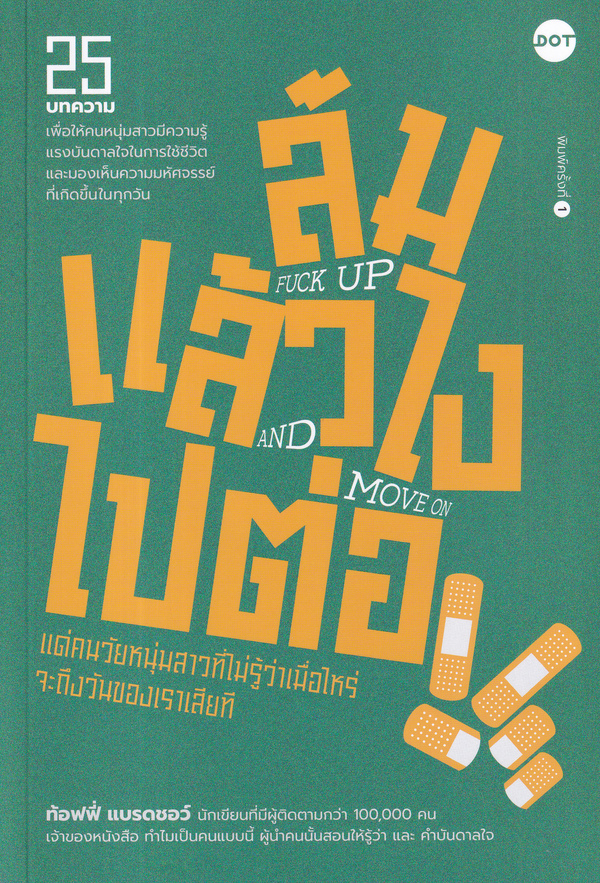 DOT
25
บทความ
เพื่อให้คนหนุ่มสาวมีความรู้
แรงบันดาลใจในการใช้ชีวิต
และมองเห็นความมหัศจรรย์
ที่เกิดขึ้นในทุกวัน
พิมพ์ครั้งที่ 1
ล้ม
FUCK UP
แล้วไง
AND
MOVE ON
ไปต่อ
แด่คนวัยหนุ่มสาวที่ไม่รู้ว่าเมื่อไหร่
จะถึงวันของเราเสียที
ท้อฟฟี่ แบรดชอว์ นักเขียนที่มีผู้ติดตามกว่า 100,000 คน
เจ้าของหนังสือ ทำไมเป็นคนแบบนี้ ผู้นำคนนั้นสอนให้รู้ว่า และ คำบันดาลใจ